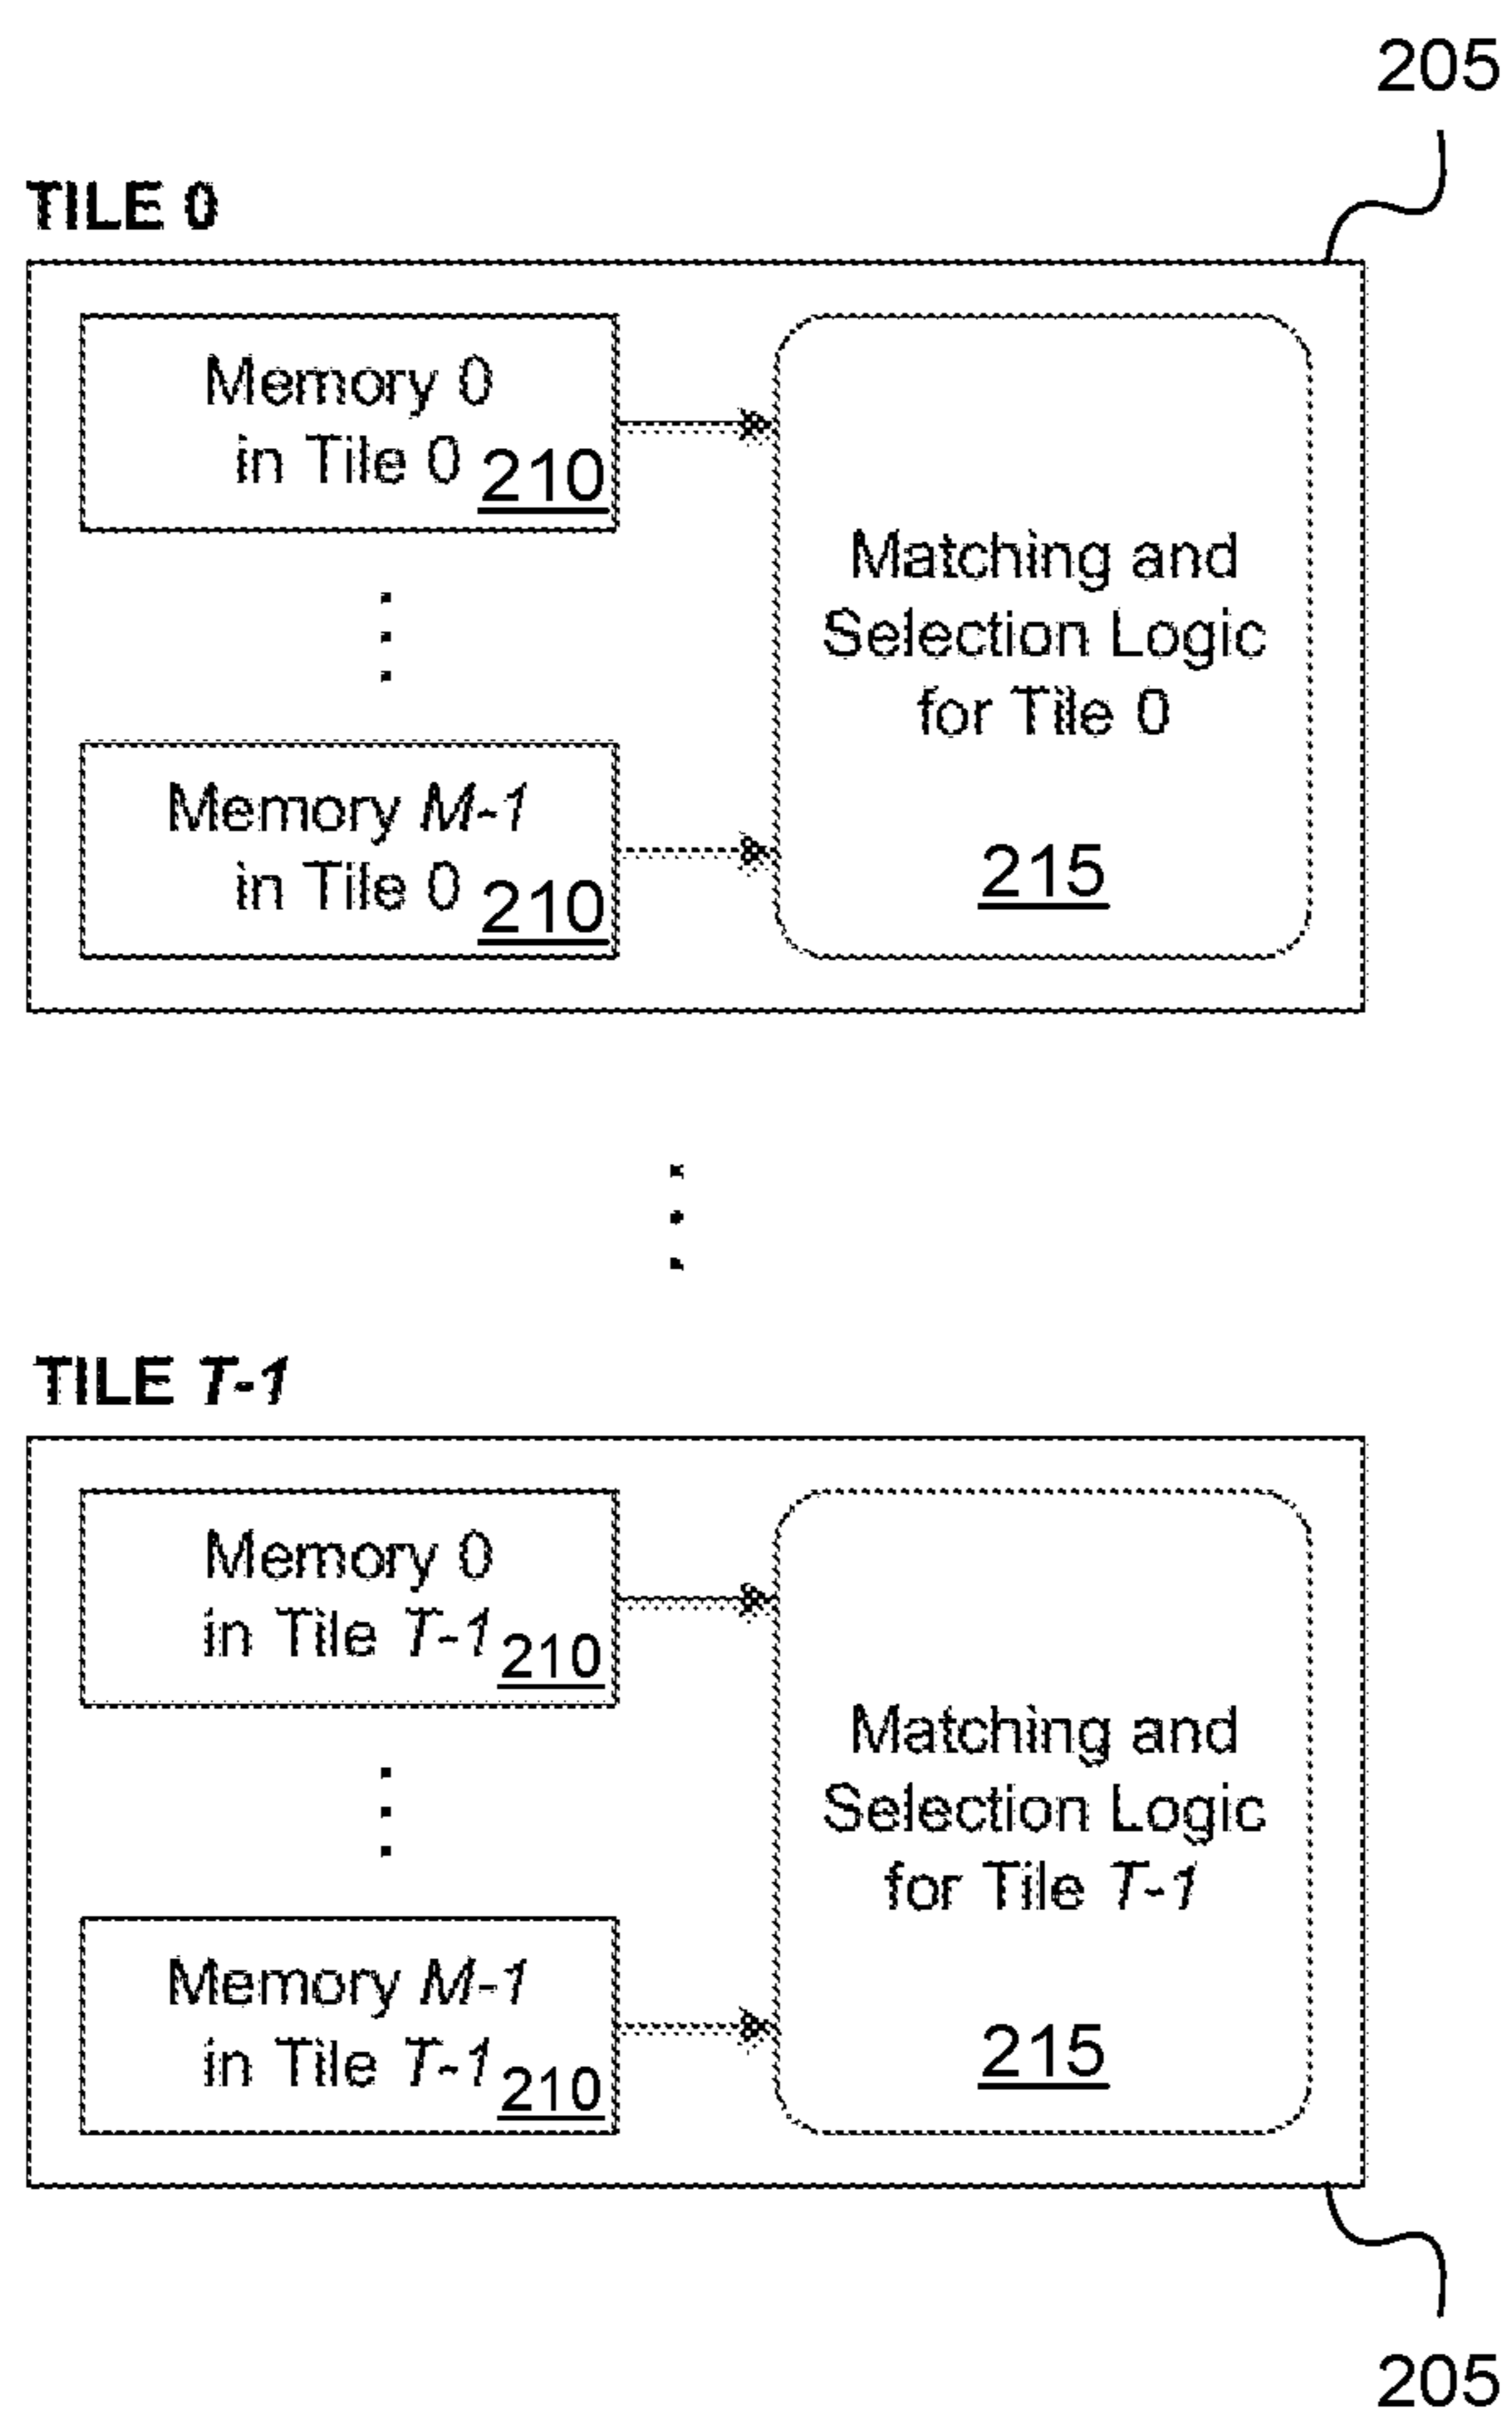 205
TILE 0
Memory 0
in Tile 0 210
Matching and
Selection Logic
for Tile 0
215
Memory M-1
in Tile 0 210
TILE T-1
Memory 0
in Tile T-1 210
Matching and
Selection Logic
for Tile T-1
215
Memory M-1
in Tile T-1 210
205